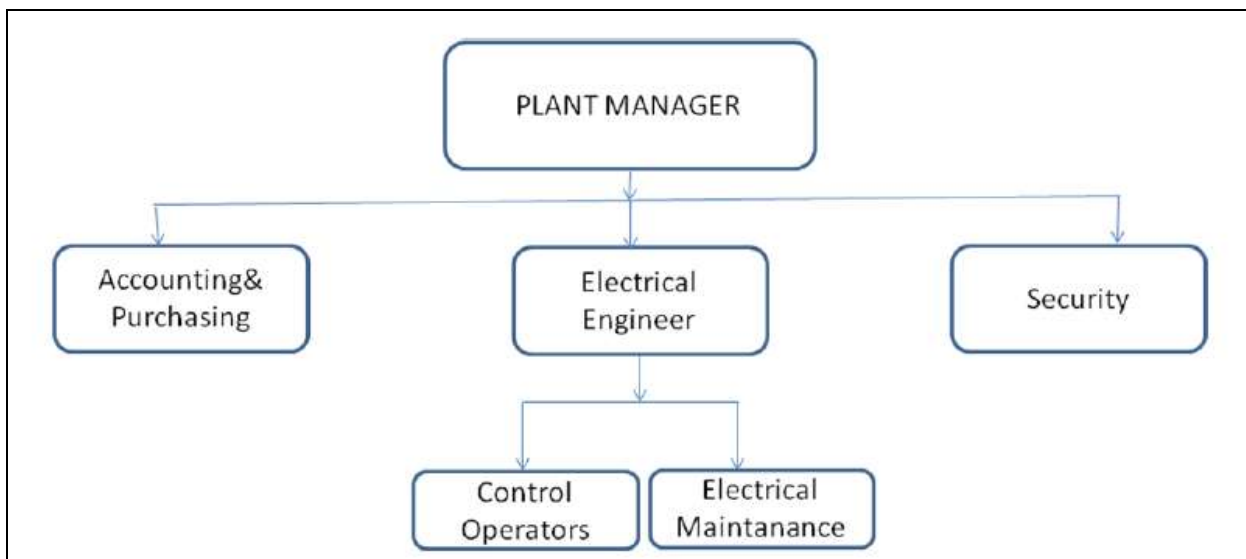 PLANT MANAGER
Accounting&
Purchasing
Electrical
Engineer
Security
Control
Operators
Electrical
Maintanance